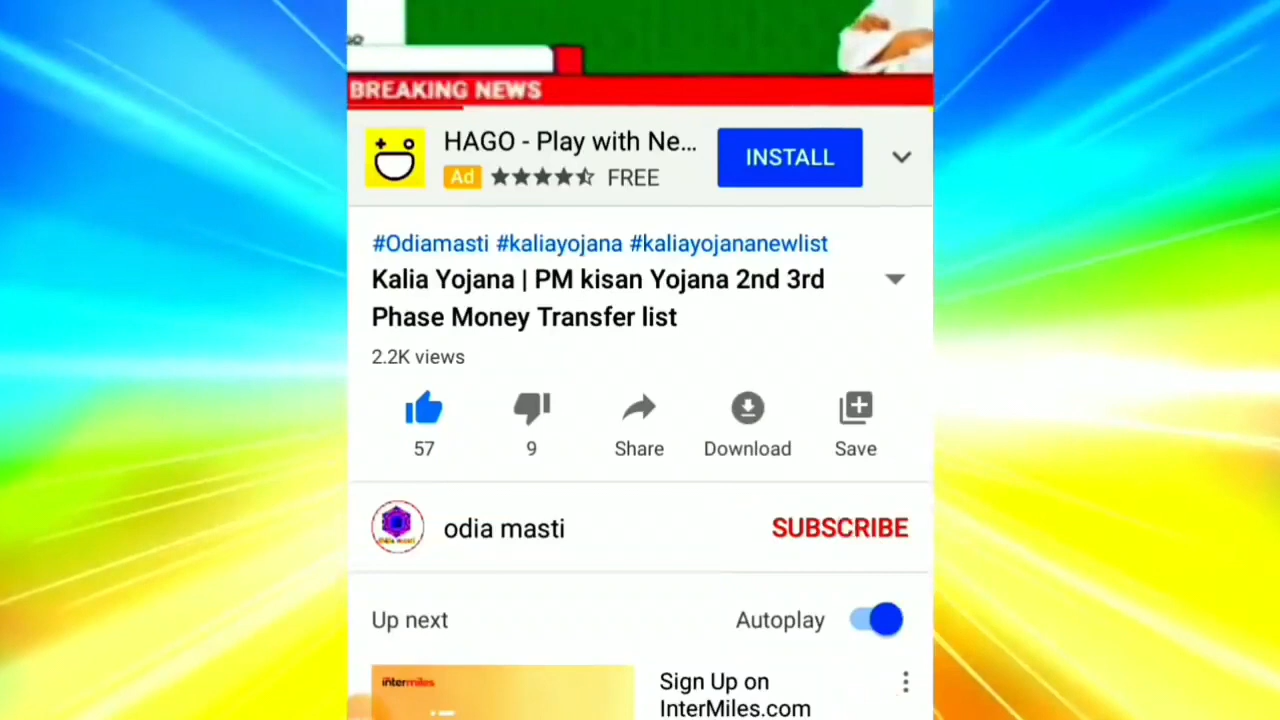 BREAKING NEWS
HAGO - Play with Ne...
Ad FREE
INSTALL
#Odiamasti #kaliayojana #kaliayojananewlist
Kalia Yojana | PM kisan Yojana 2nd 3rd
Phase Money Transfer list
2.2K views
57 9 Share Download Save
odia masti
SUBSCRIBE
Up next
Autoplay
intermiles
Sign Up on
InterMiles.com